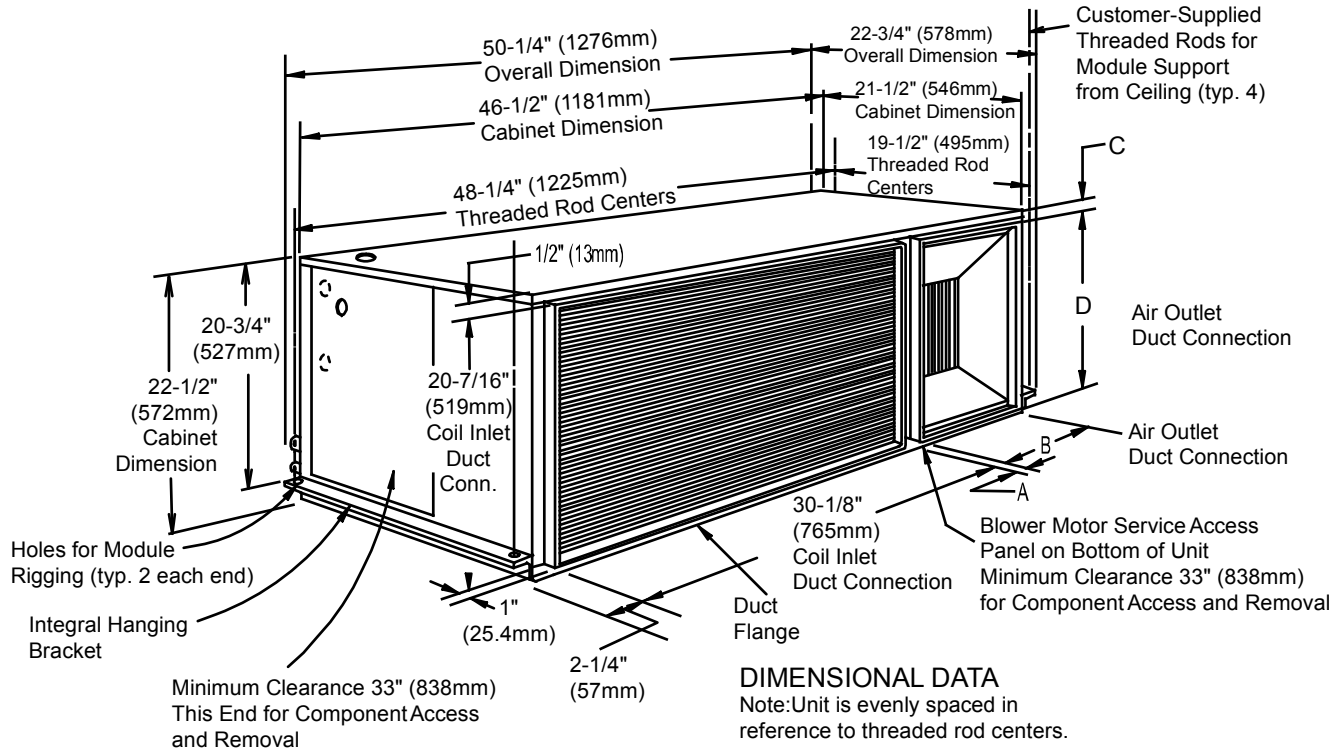 50-1/4" (1276mm)
Overall Dimension
22-3/4" (578mm)
Overall Dimension
Customer-Supplied
Threaded Rods for
Module Support
from Ceiling (typ. 4)
46-1/2" (1181mm)
Cabinet Dimension
21-1/2" (546mm)
Cabinet Dimension
48-1/4" (1225mm)
Threaded Rod Centers
19-1/2" (495mm)
Threaded Rod
Centers
C
1/2" (13mm)
20-3/4"
(527mm)
22-1/2"
(572mm)
Cabinet
Dimension
20-7/16"
(519mm)
Coil Inlet
Duct
Conn.
D
Air Outlet
Duct Connection
B
A
Air Outlet
Duct Connection
30-1/8"
(765mm)
Coil Inlet
Duct Connection
Blower Motor Service Access
Panel on Bottom of Unit
Minimum Clearance 33" (838mm)
for Component Access and Removal
Holes for Module
Rigging (typ. 2 each end)
Integral Hanging
Bracket
1"
(25.4mm)
Duct
Flange
2-1/4"
(57mm)
Minimum Clearance 33" (838mm)
This End for Component Access
and Removal
DIMENSIONAL DATA
Note:Unit is evenly spaced in
reference to threaded rod centers.